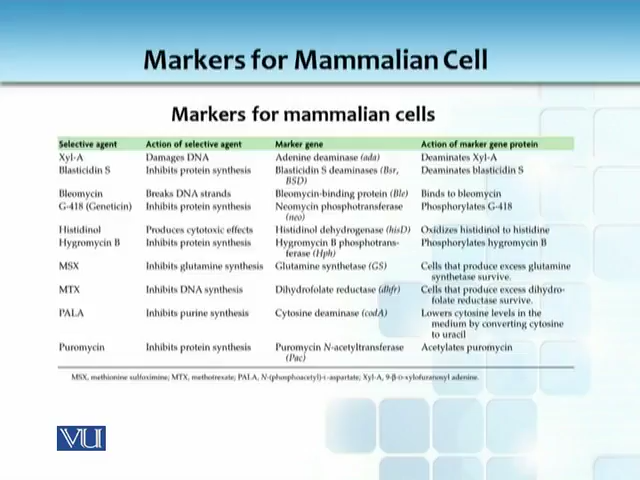 Markers for Mammalian Cell
Markers for mammalian cells
Selective agent Action of selective agent Marker gene Action of marker gene protein
Xyl-A Damages DNA Adenine deaminase (ada) Deaminates Xyl-A
Blasticidin S Inhibits protein synthesis Blasticidin S deaminases (Bsr, Deaminates blasticidin S
BSD)
Bleomycin Breaks DNA strands Bleomycin-binding protein (Ble) Binds to bleomycin
G-418 (Geneticin) Inhibits protein synthesis Neomycin phosphotransferase Phosphorylates G-418
(neo)
Histidinol Produces cytotoxic effects Histidinol dehydrogenase (hisD) Oxidizes histidinol to histidine
Hygromycin B Inhibits protein synthesis Hygromycin B phosphotrans- Phosphorylates hygromycin B
ferase (Hph)
MSX Inhibits glutamine synthesis Glutamine synthetase (GS) Cells that produce excess glutamine
synthetase survive.
MTX Inhibits DNA synthesis Dihydrofolate reductase (dhfr) Cells that produce excess dihydro-
folate reductase survive.
PALA Inhibits purine synthesis Cytosine deaminase (codA) Lowers cytosine levels in the
medium by converting cytosine
to uracil
Puromycin Inhibits protein synthesis Puromycin N-acetyltransferase Acetylates puromycin
(Pac)
MSX, methionine sulfoximine; MTX, methotrexate; PALA, N-(phosphoacetyl)-L-aspartate; Xyl-A, 9-β-D-xylofuranosyl adenine.
VU